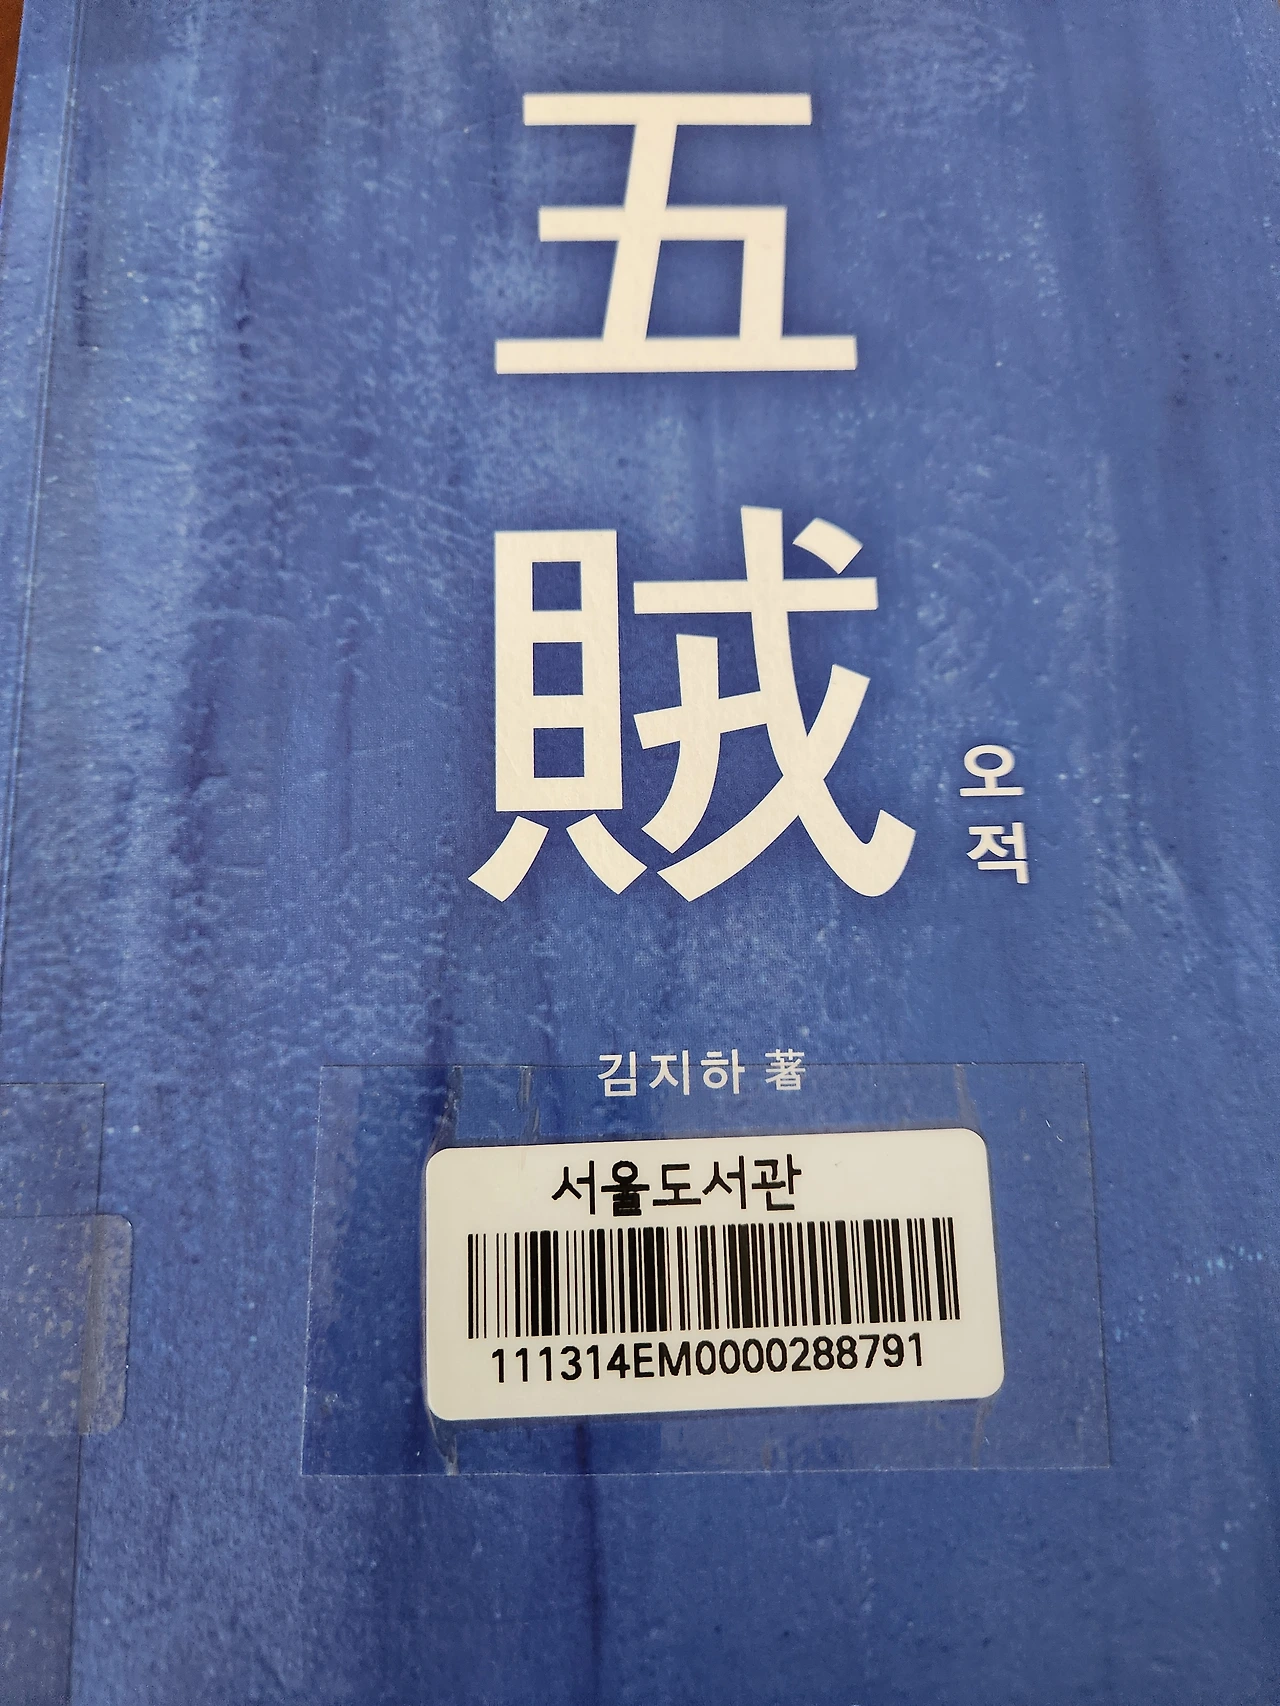 五
賊
오적
김지하 著
서울도서관
111314EM0000288791